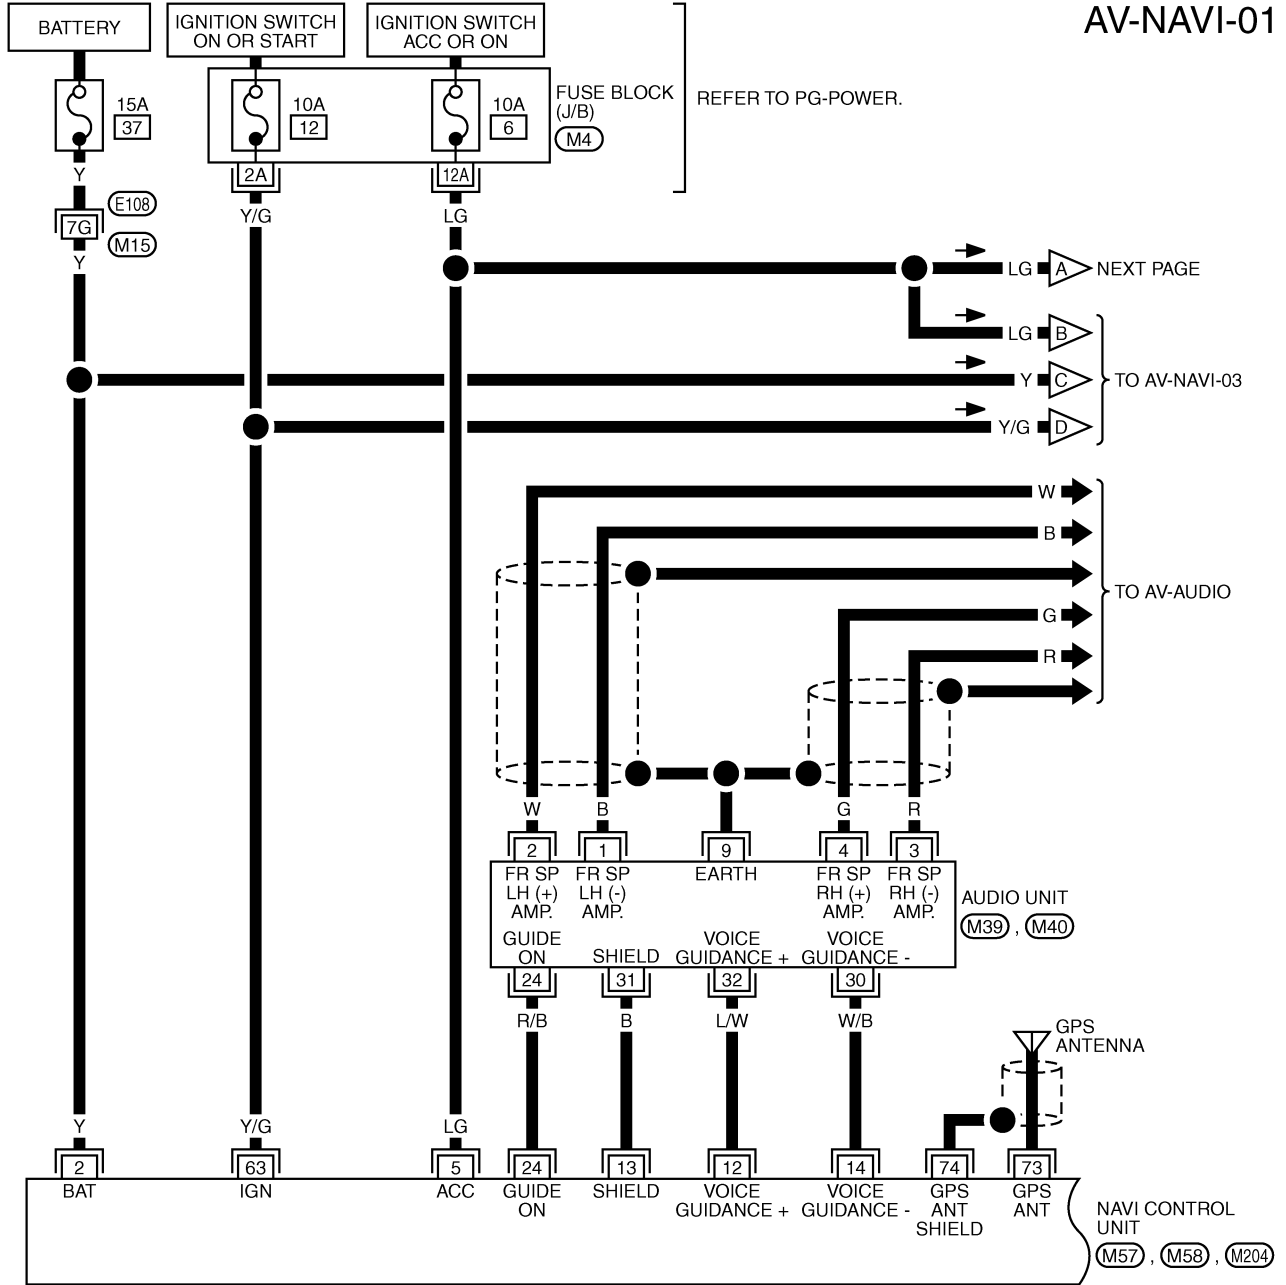 AV-NAVI-01
BATTERY
IGNITION SWITCH
ON OR START
IGNITION SWITCH
ACC OR ON
15A
37
10A
12
10A
6
FUSE BLOCK
(J/B)
M4
REFER TO PG-POWER.
2A
12A
Y
Y/G
LG
E108
7G
M15
Y
LG
A
NEXT PAGE
LG
B
Y
C
TO AV-NAVI-03
Y/G
D
W
B
TO AV-AUDIO
G
R
W
B
G
R
2
1
9
4
3
FR SP
LH (+)
AMP.
FR SP
LH (-)
AMP.
EARTH
FR SP
RH (+)
AMP.
FR SP
RH (-)
AMP.
AUDIO UNIT
M39 , M40
GUIDE
ON
SHIELD
VOICE
GUIDANCE +
VOICE
GUIDANCE -
24
31
32
30
R/B
B
L/W
W/B
GPS
ANTENNA
Y
Y/G
LG
2
63
5
24
13
12
14
74
73
BAT
IGN
ACC
GUIDE
ON
SHIELD
VOICE
GUIDANCE +
VOICE
GUIDANCE -
GPS
ANT
SHIELD
GPS
ANT
NAVI CONTROL
UNIT
M57 , M58 , M204